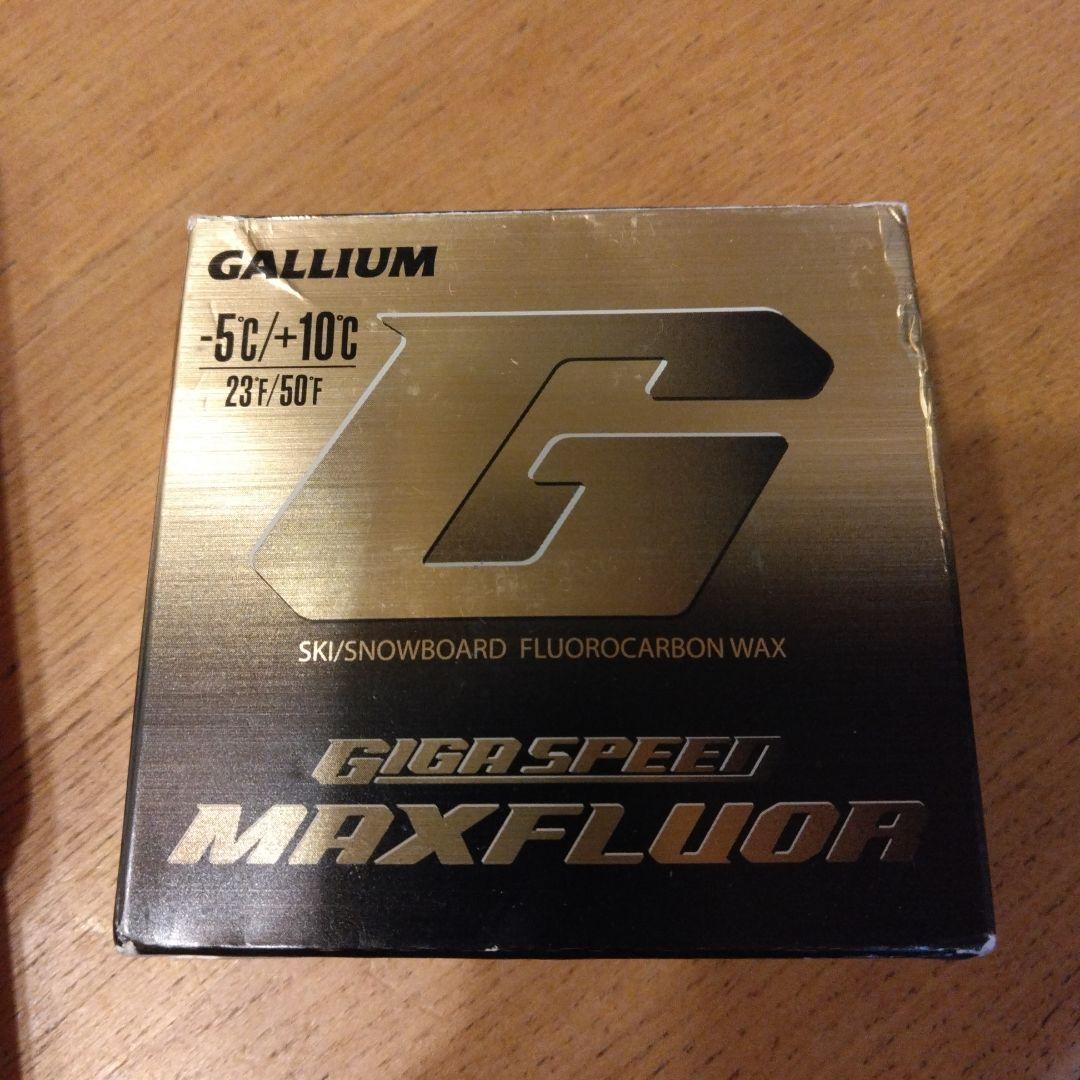 GALLIUM
-5℃/+10℃
23°F/50°F
G
SKI/SNOWBOARD FLUOROCARBON WAX
GIGA SPEED
MAXFLUOR